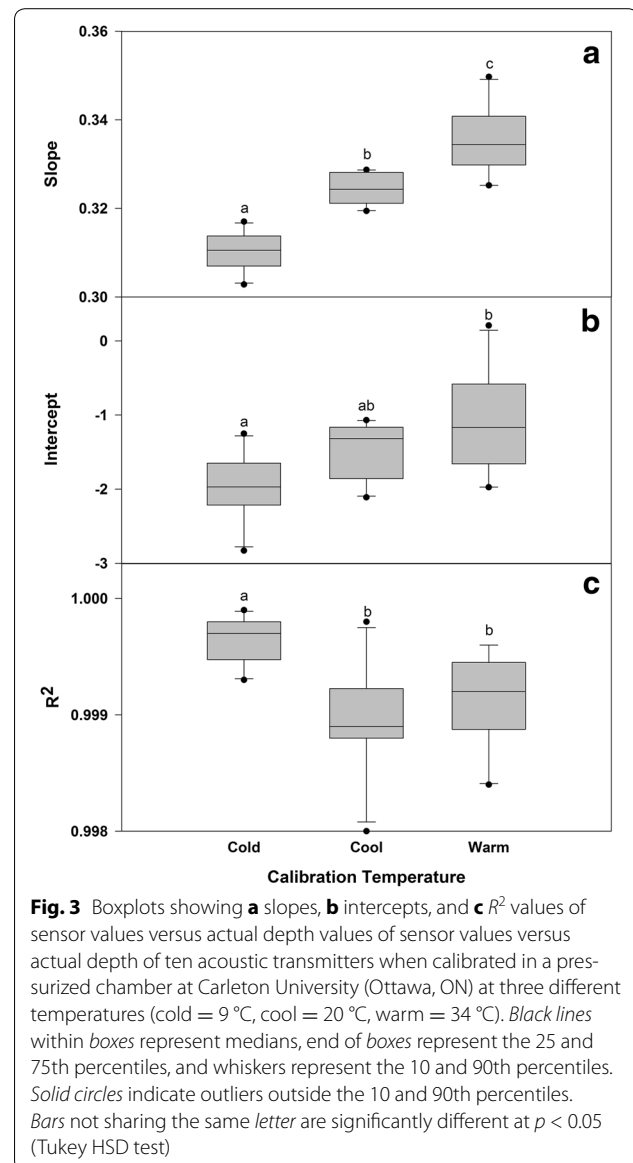 0.36
a
c
0.34
b
Slope
a
0.32
0.30
b
b
0
ab
-1
a
Intercept
-2
-3
c
1.000
a
b
b
R²
0.999
0.998
Cold Cool Warm
Calibration Temperature
Fig. 3 Boxplots showing a slopes, b intercepts, and c R² values of
sensor values versus actual depth values of sensor values versus
actual depth of ten acoustic transmitters when calibrated in a pres-
surized chamber at Carleton University (Ottawa, ON) at three different
temperatures (cold = 9 °C, cool = 20 °C, warm = 34 °C). Black lines
within boxes represent medians, end of boxes represent the 25 and
75th percentiles, and whiskers represent the 10 and 90th percentiles.
Solid circles indicate outliers outside the 10 and 90th percentiles.
Bars not sharing the same letter are significantly different at p < 0.05
(Tukey HSD test)